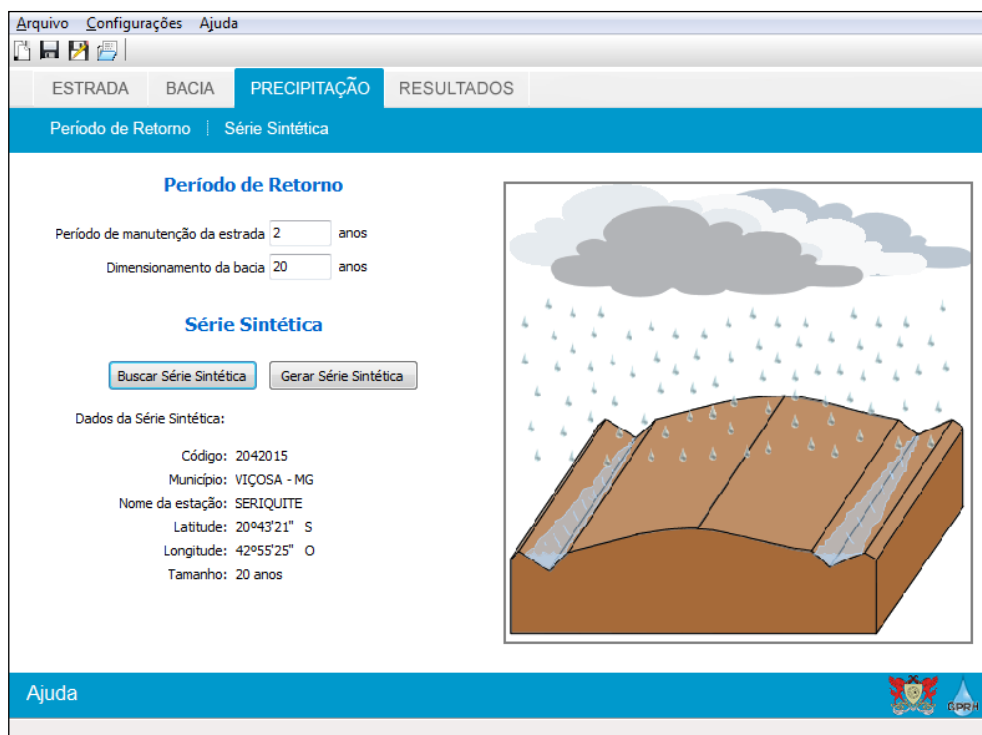 Arquivo Configurações Ajuda
ESTRADA BACIA PRECIPITAÇÃO RESULTADOS
Período de Retorno Série Sintética
Período de Retorno
Período de manutenção da estrada 2 anos
Dimensionamento da bacia 20 anos
Série Sintética
Buscar Série Sintética Gerar Série Sintética
Dados da Série Sintética:
Código: 2042015
Município: VIÇOSA - MG
Nome da estação: SERIQUITE
Latitude: 20º43'21" S
Longitude: 42º55'25" O
Tamanho: 20 anos
Ajuda
GPRH